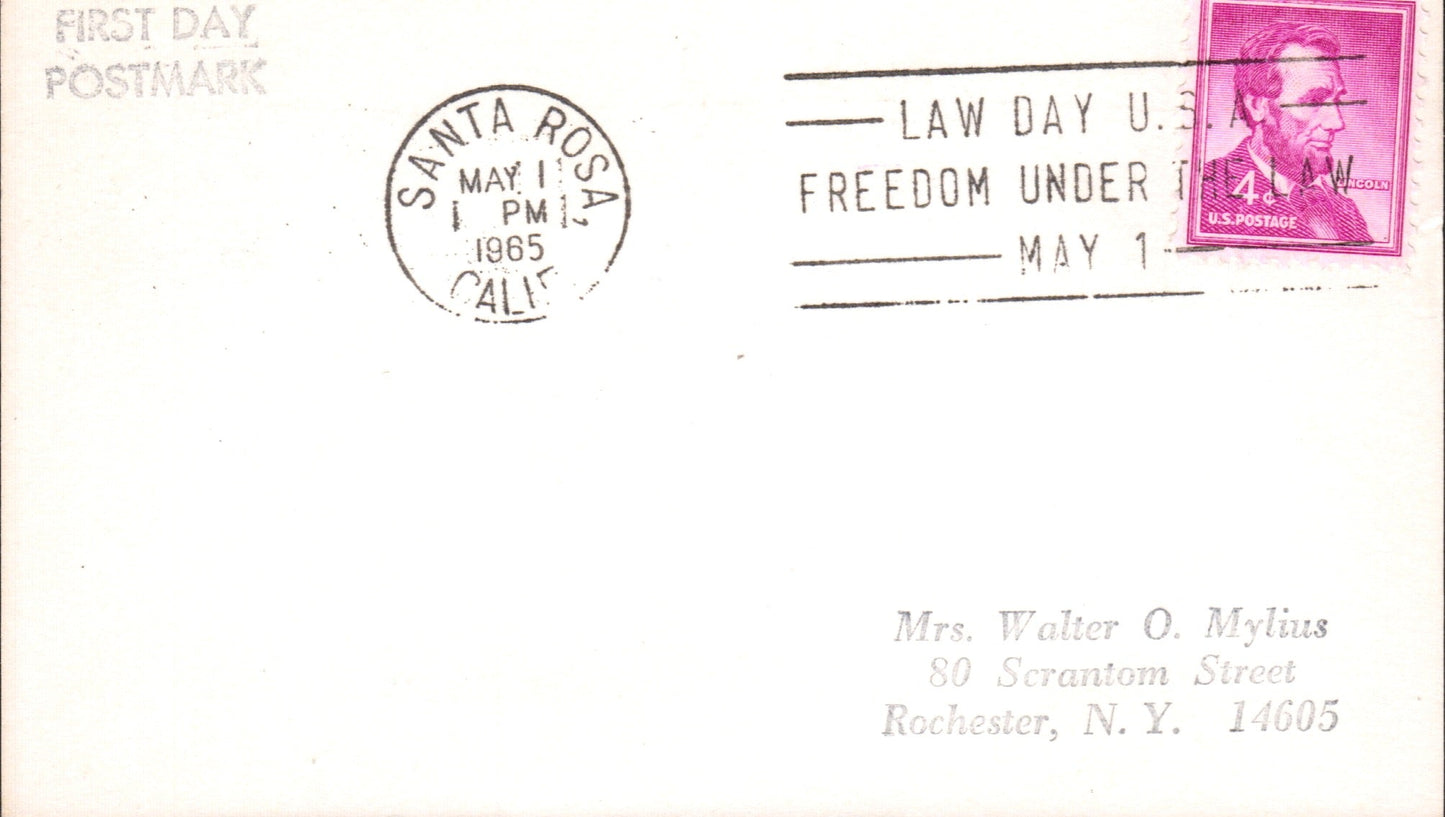 FIRST DAY
POSTMARK
SANTA ROSA,
MAY 1
1 PM
1965
CALIF
LAW DAY U.S.A
FREEDOM UNDER THE LAW
MAY 1
LINCOLN
4¢
U.S. POSTAGE
Mrs. Walter O. Mylius
80 Scrantom Street
Rochester, N. Y. 14605